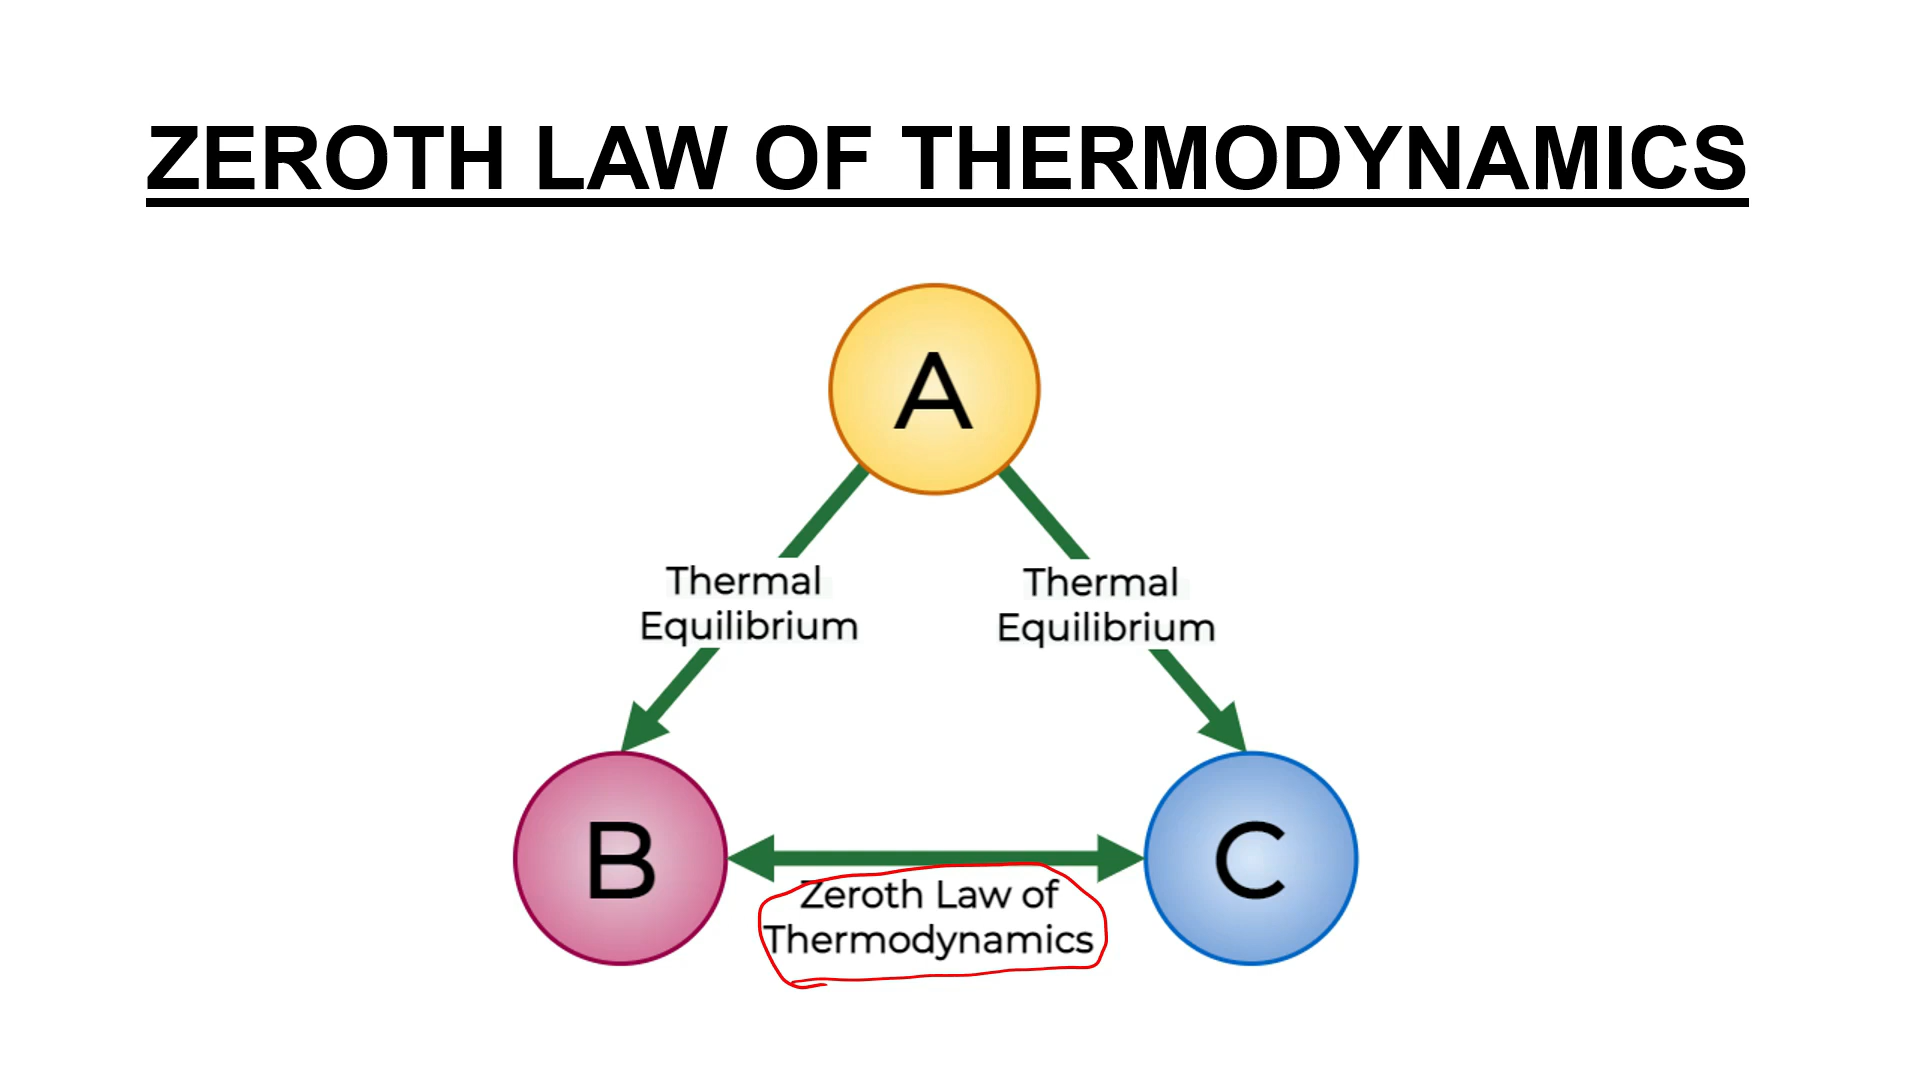 ZEROTH LAW OF THERMODYNAMICS
A
Thermal
Equilibrium
Thermal
Equilibrium
B
C
Zeroth Law of
Thermodynamics